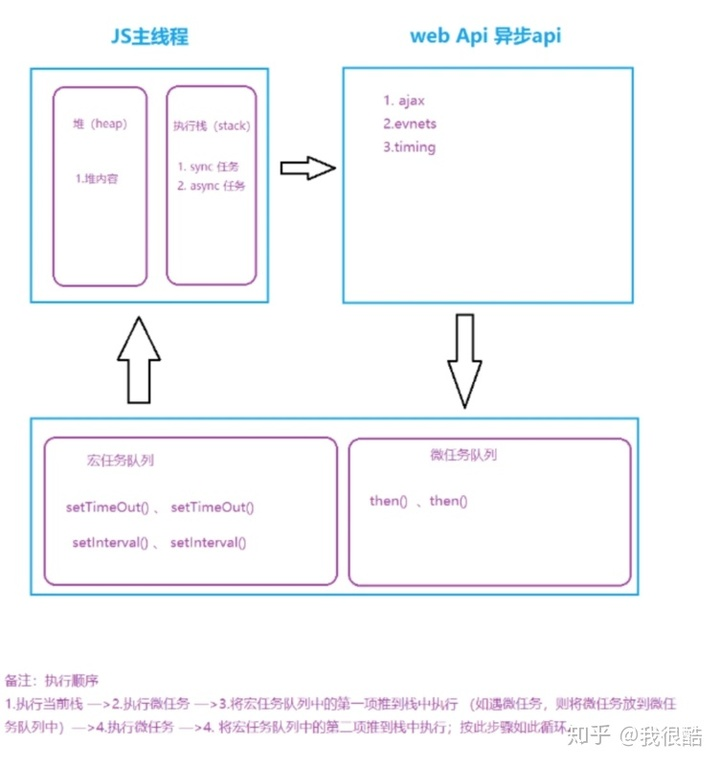 JS主线程
web Api 异步api
堆（heap）
1.堆内容
执行栈（stack）
1. sync 任务
2. async 任务
1. ajax
2.evnets
3.timing
宏任务队列
setTimeOut() 、 setTimeOut()
setInterval() 、 setInterval()
微任务队列
then() 、then()
备注：执行顺序
1.执行当前栈 —>2.执行微任务 —>3.将宏任务队列中的第一项推到栈中执行 （如遇微任务，则将微任务放到微任
务队列中）—>4.执行微任务 —>4. 将宏任务队列中的第二项推到栈中执行；按此步骤如此循环
知乎 @我很酷